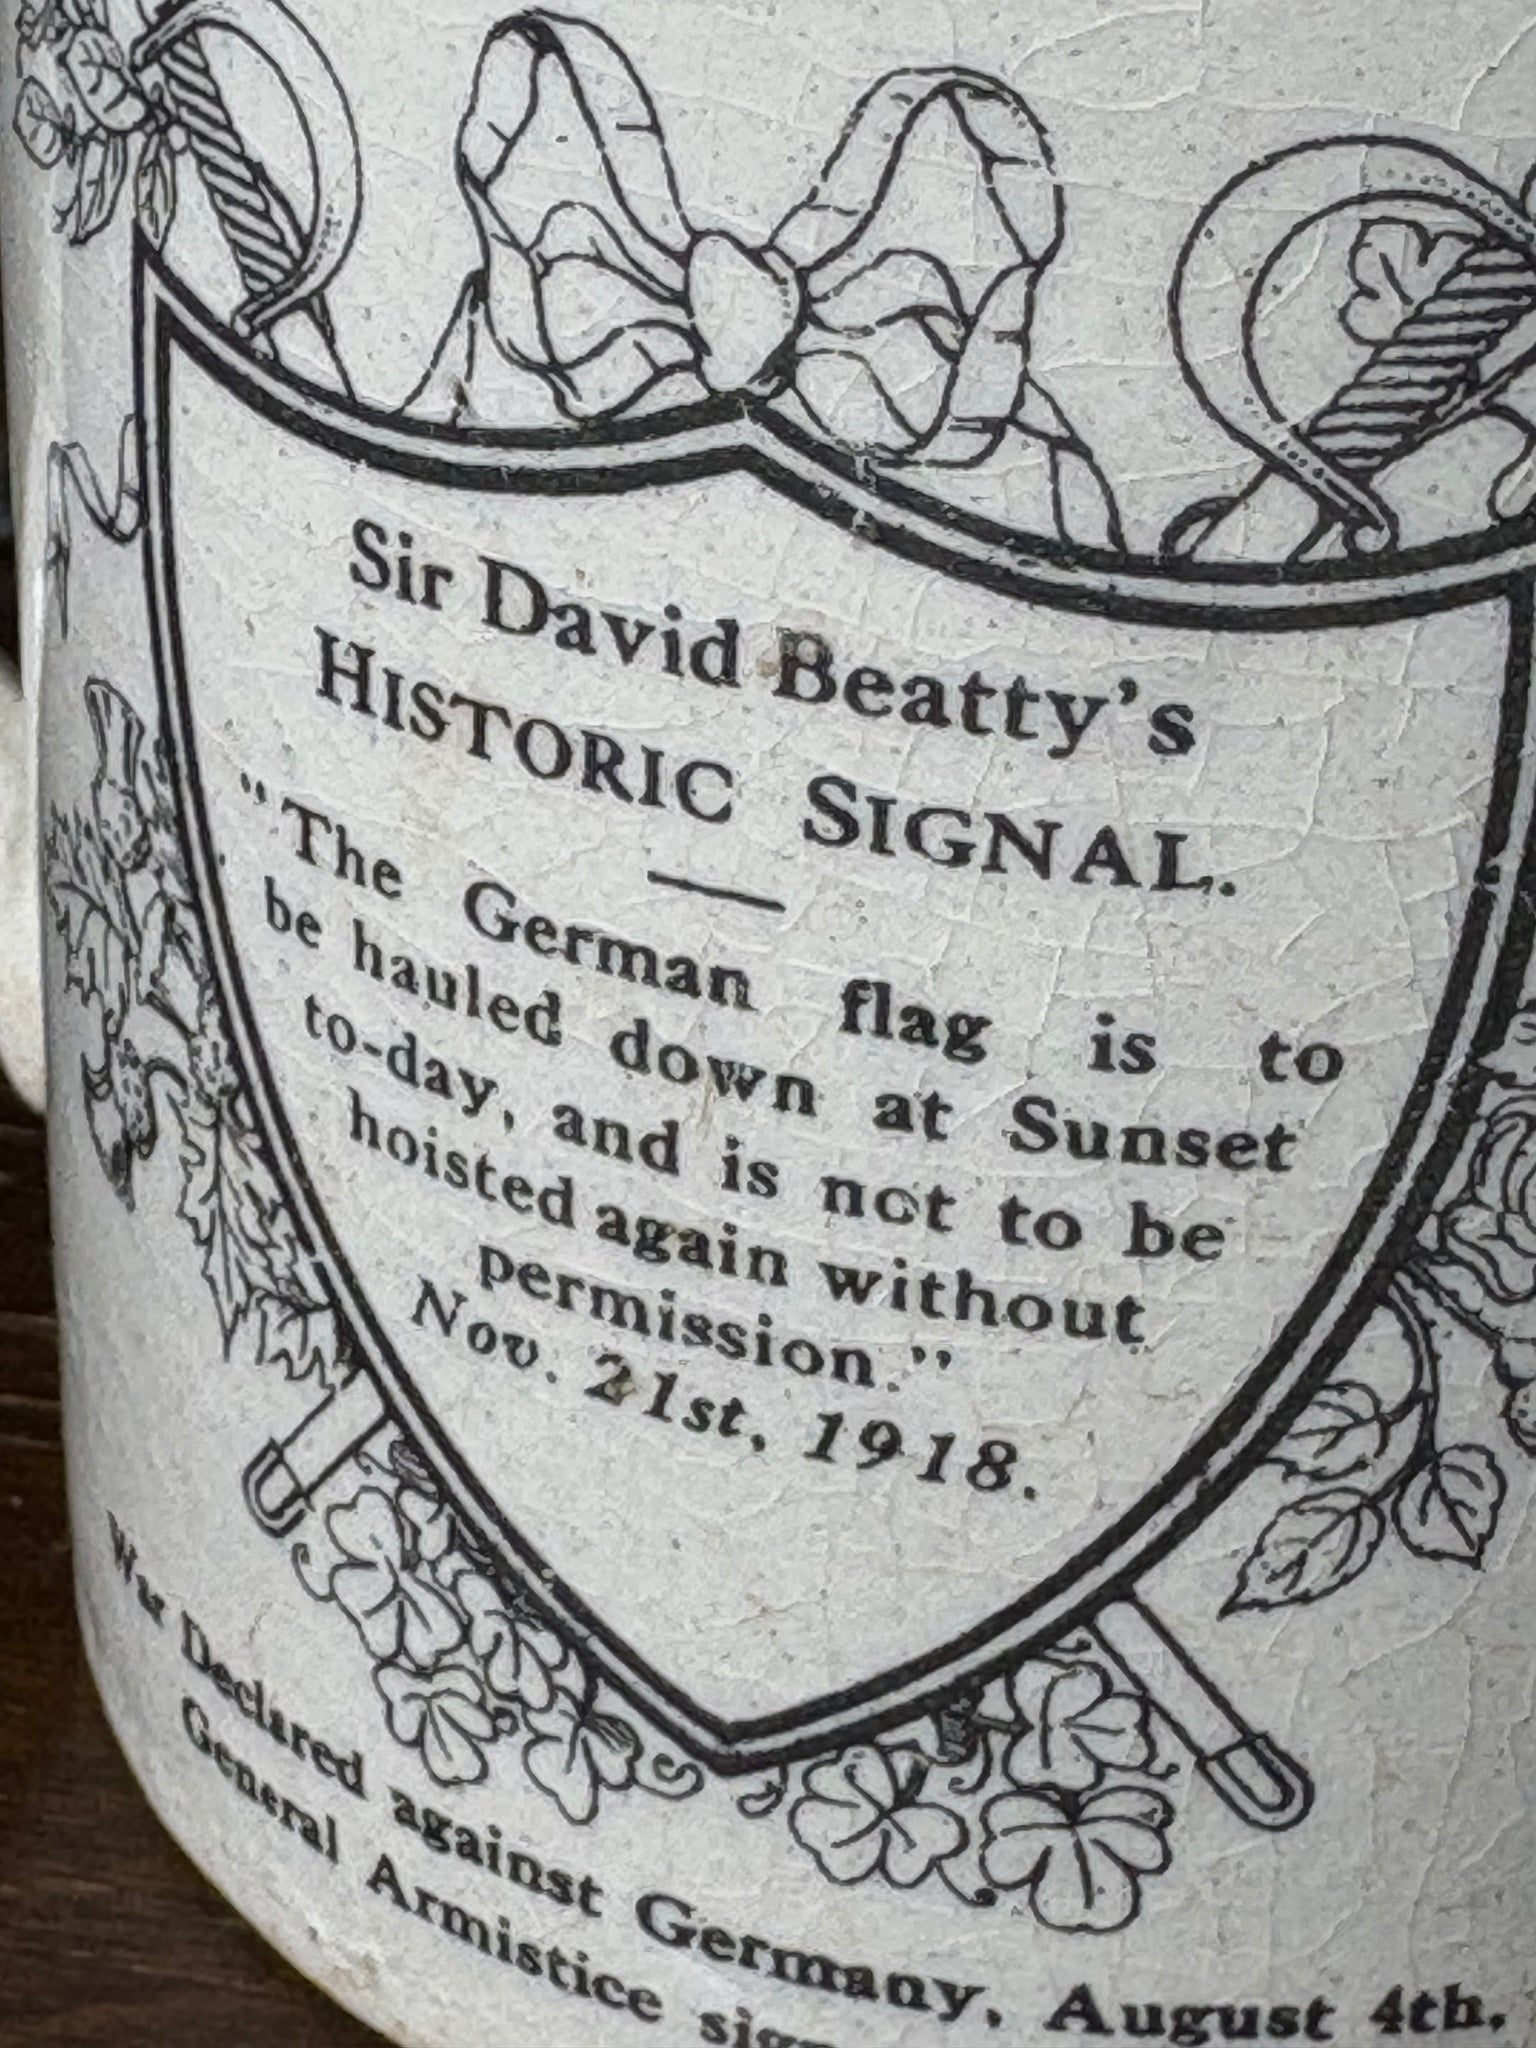 Sir David Beatty's
HISTORIC SIGNAL.
"The German flag is to
be hauled down at Sunset
to-day, and is not to be
hoisted again without
permission."
Nov. 21st, 1918.
War Declared against Germany, August 4th,
General Armistice